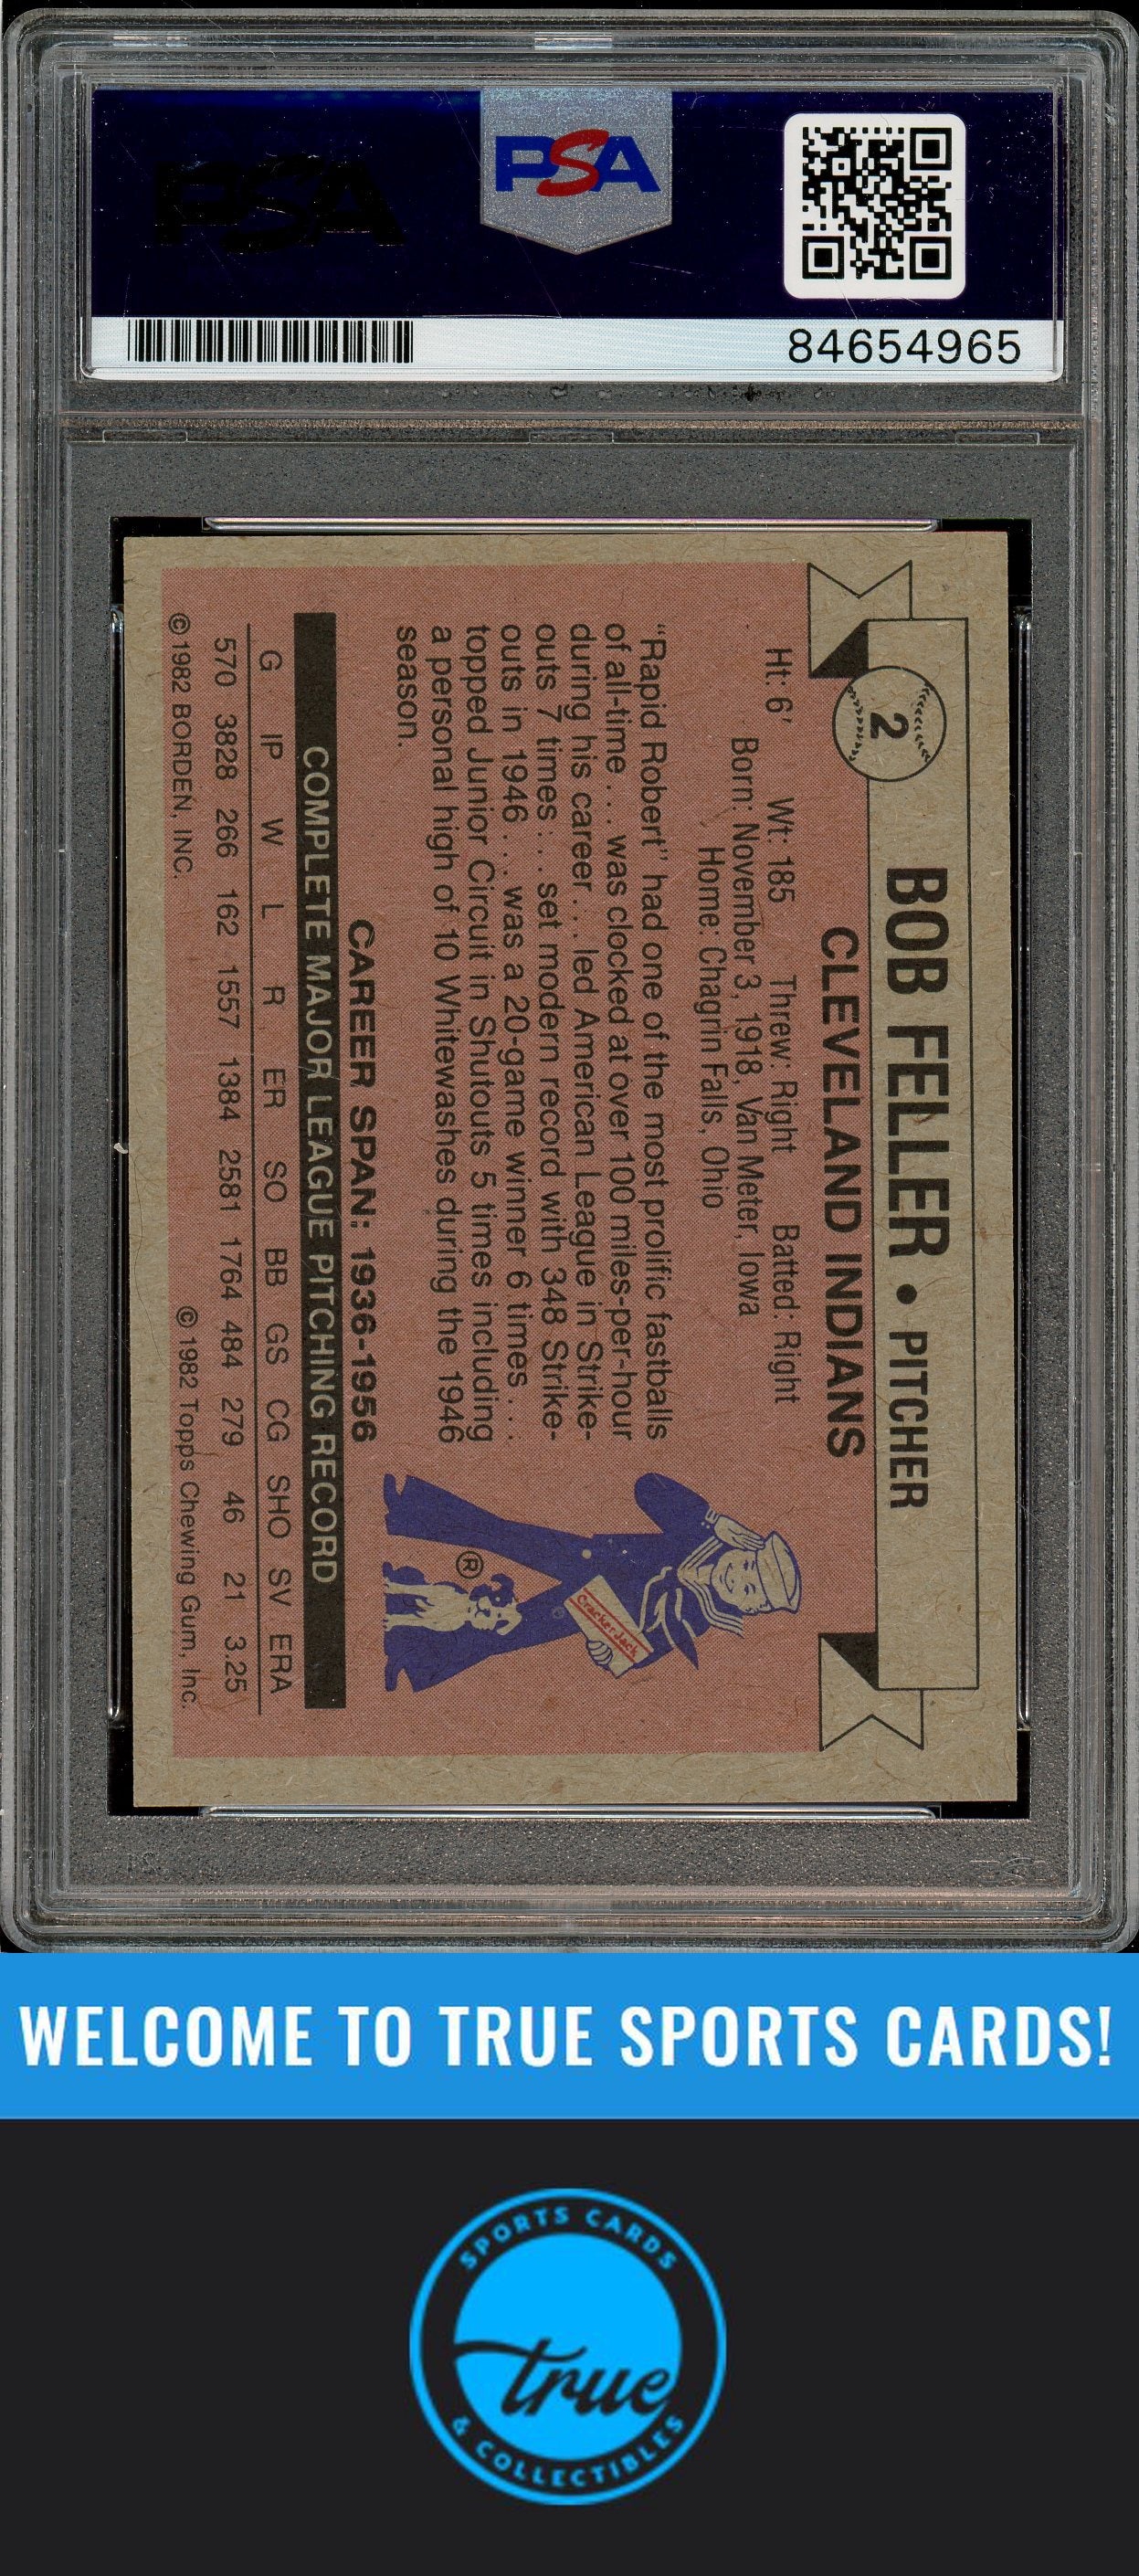 PSA
PSA
84654965
2
BOB FELLER • PITCHER
CLEVELAND INDIANS
Ht: 6' Wt: 185 Threw: Right Batted: Right
Born: November 3, 1918, Van Meter, Iowa
Home: Chagrin Falls, Ohio
"Rapid Robert" had one of the most prolific fastballs
of all-time . . . was clocked at over 100 miles-per-hour
during his career . . . led American League in Strike-
outs 7 times . . . set modern record with 348 Strike-
outs in 1946 . . . was a 20-game winner 6 times . . .
topped Junior Circuit in Shutouts 5 times including
a personal high of 10 Whitewashes during the 1946
season.
Cracker Jack
®
CAREER SPAN: 1936-1956
COMPLETE MAJOR LEAGUE PITCHING RECORD
G IP W L R ER SO BB GS CG SHO SV ERA
570 3828 266 162 1557 1384 2581 1764 484 279 46 21 3.25
© 1982 BORDEN, INC. © 1982 Topps Chewing Gum, Inc.
WELCOME TO TRUE SPORTS CARDS!
SPORTS CARDS
true
& COLLECTIBLES